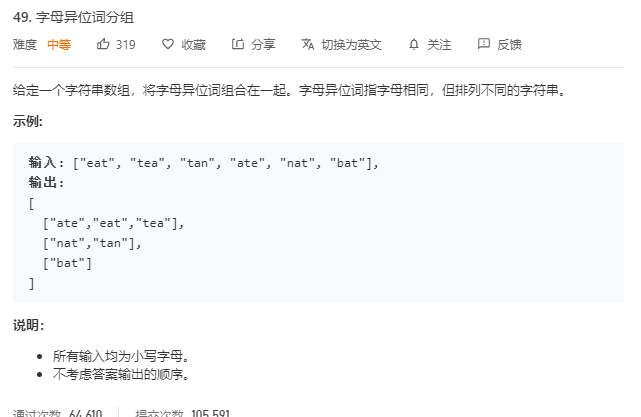 49. 字母异位词分组
难度 中等 319 收藏 分享 切换为英文 关注 反馈
给定一个字符串数组，将字母异位词组合在一起。字母异位词指字母相同，但排列不同的字符串。
示例:
输入: ["eat", "tea", "tan", "ate", "nat", "bat"],
输出:
[
["ate","eat","tea"],
["nat","tan"],
["bat"]
]
说明：
所有输入均为小写字母。
不考虑答案输出的顺序。
通过次数 64,610 提交次数 105,591